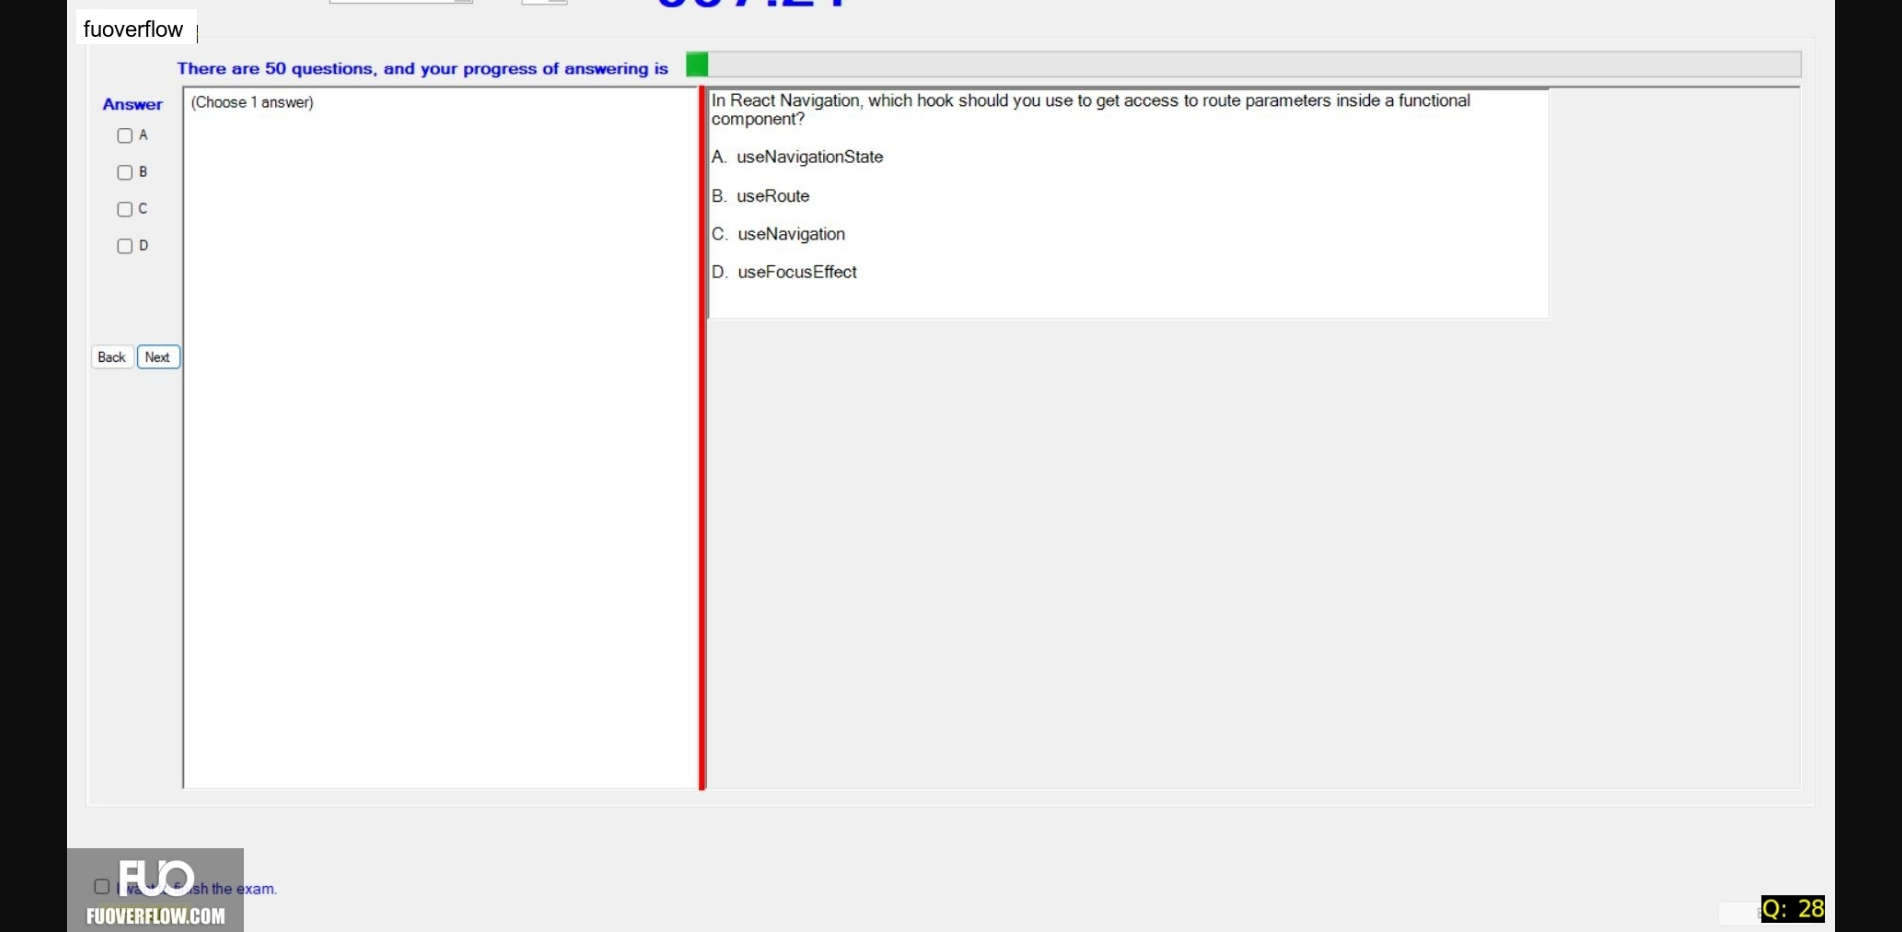 fuoverflow
There are 50 questions, and your progress of answering is
Answer
(Choose 1 answer)
In React Navigation, which hook should you use to get access to route parameters inside a functional
component?
A
A. useNavigationState
B
B. useRoute
C
C. useNavigation
D
D. useFocusEffect
Back
Next
FUO
finish the exam.
FUOVERFLOW.COM
Q: 28